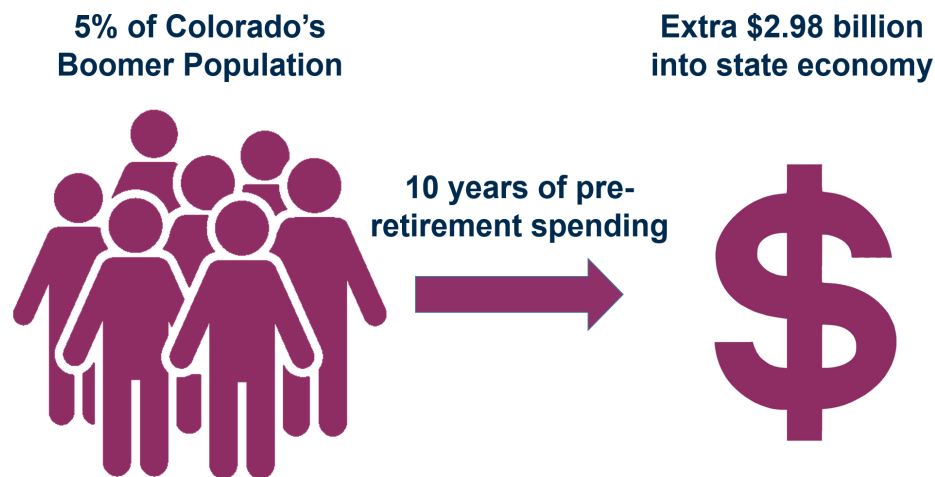 5% of Colorado’s
Boomer Population
Extra $2.98 billion
into state economy
10 years of pre-
retirement spending
$